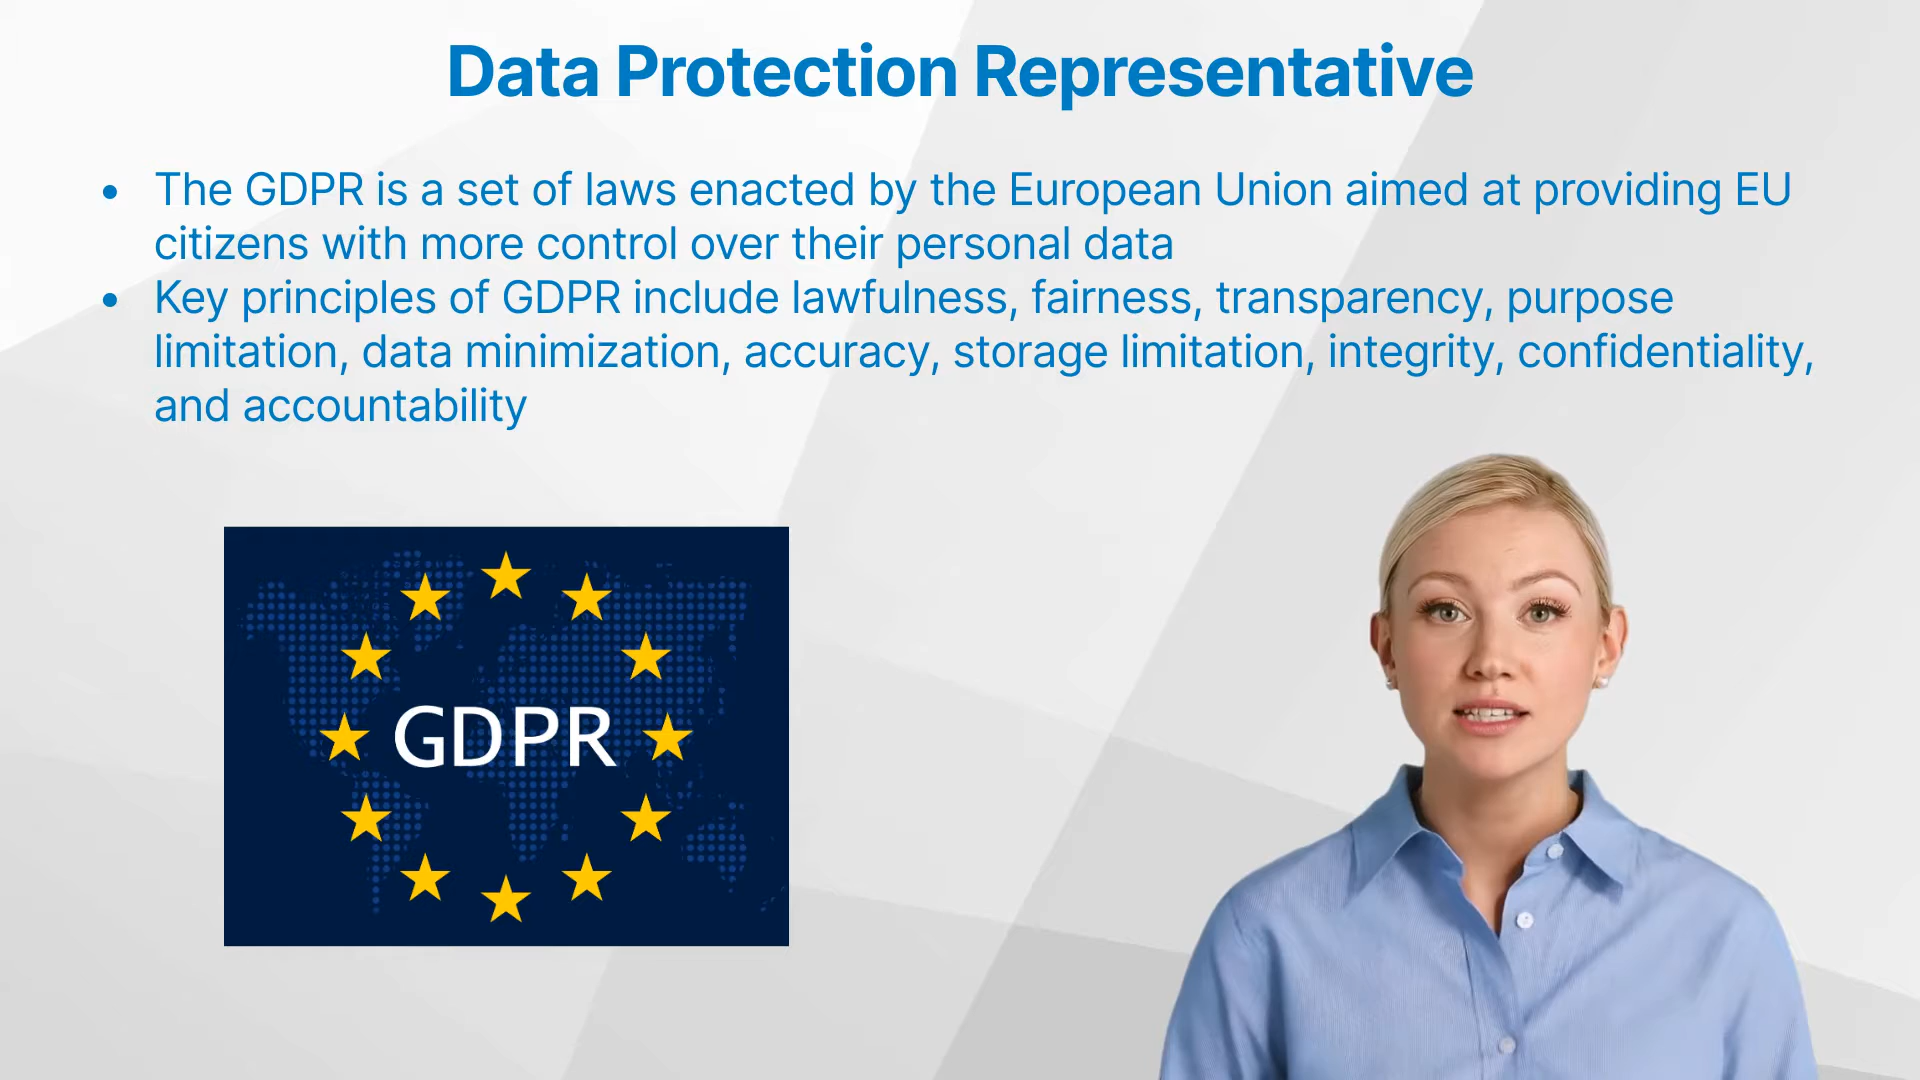 Data Protection Representative
• The GDPR is a set of laws enacted by the European Union aimed at providing EU
citizens with more control over their personal data
• Key principles of GDPR include lawfulness, fairness, transparency, purpose
limitation, data minimization, accuracy, storage limitation, integrity, confidentiality,
and accountability
GDPR